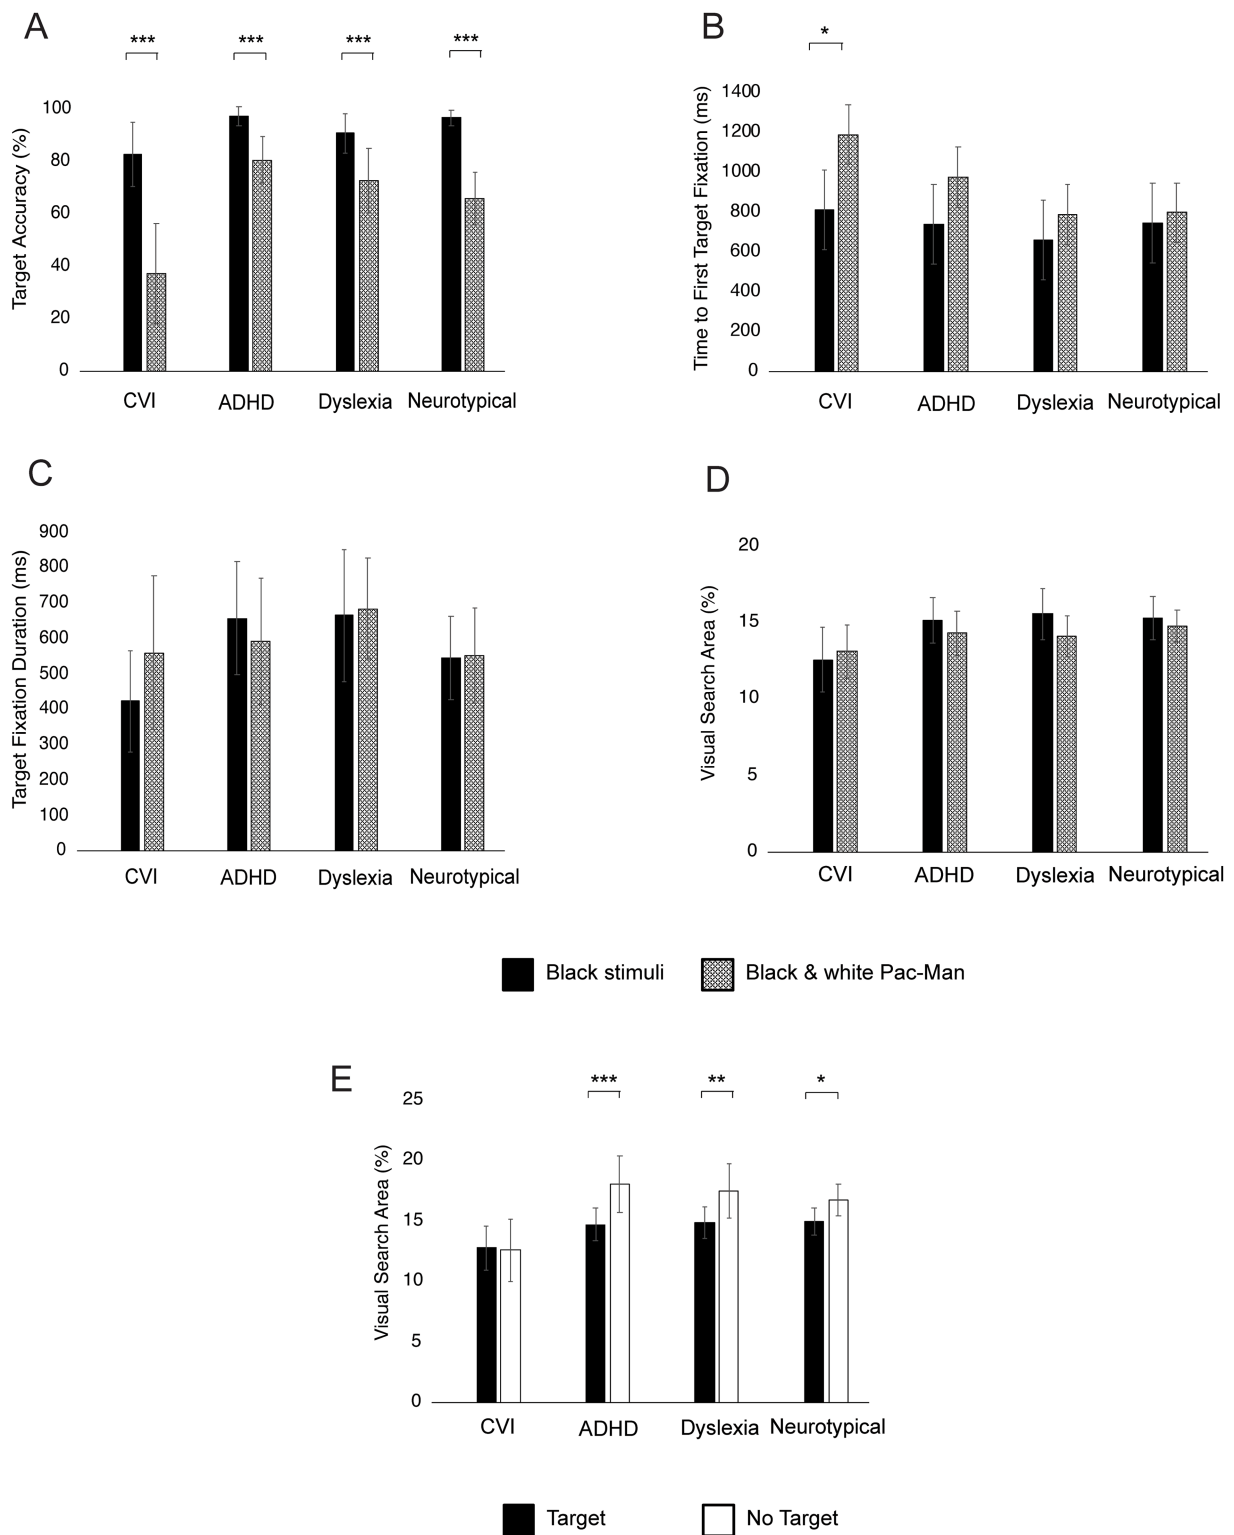 A
***
***
***
***
Target Accuracy (%)
100
80
60
40
20
0
CVI
ADHD
Dyslexia
Neurotypical
B
*
Time to First Target Fixation (ms)
1400
1200
1000
800
600
400
200
0
CVI
ADHD
Dyslexia
Neurotypical
C
Target Fixation Duration (ms)
900
800
700
600
500
400
300
200
100
0
CVI
ADHD
Dyslexia
Neurotypical
D
Visual Search Area (%)
20
15
10
5
0
CVI
ADHD
Dyslexia
Neurotypical
Black stimuli
Black & white Pac-Man
E
***
**
*
Visual Search Area (%)
25
20
15
10
5
0
CVI
ADHD
Dyslexia
Neurotypical
Target
No Target